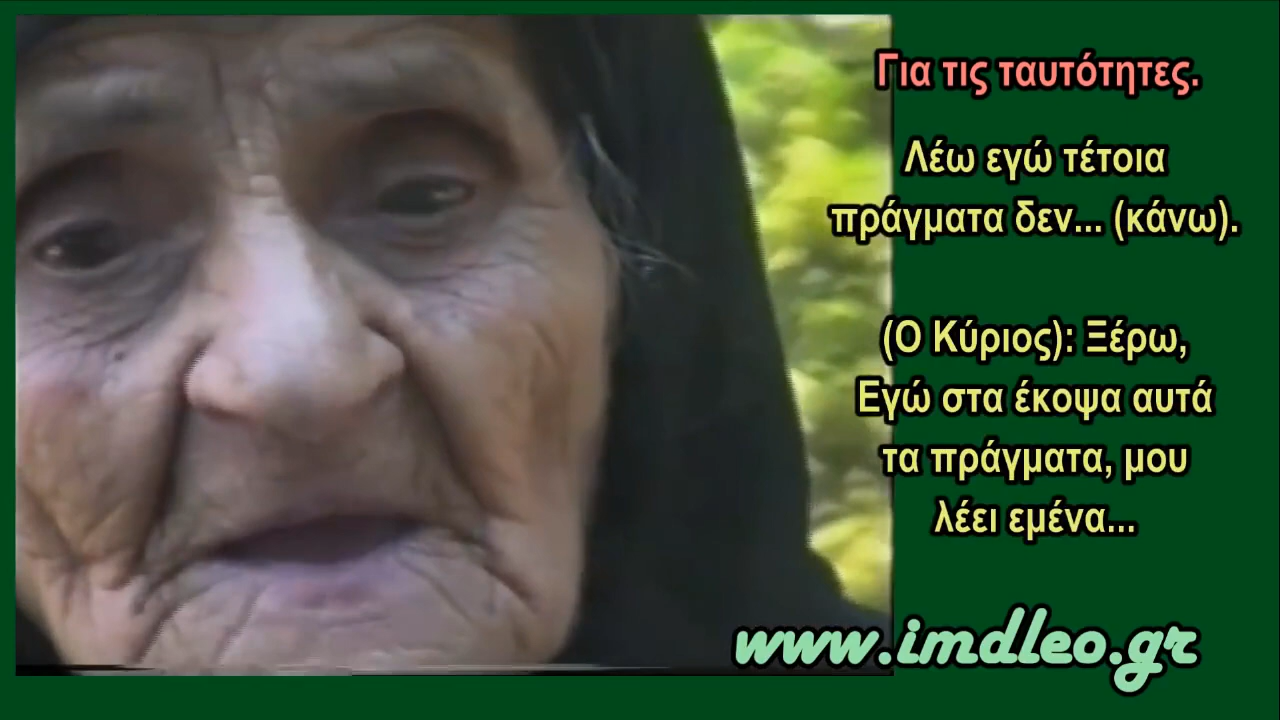 Για τις ταυτότητες.
Λέω εγώ τέτοια
πράγματα δεν... (κάνω).
(Ο Κύριος): Ξέρω,
Εγώ στα έκοψα αυτά
τα πράγματα, μου
λέει εμένα...
www.imdleo.gr